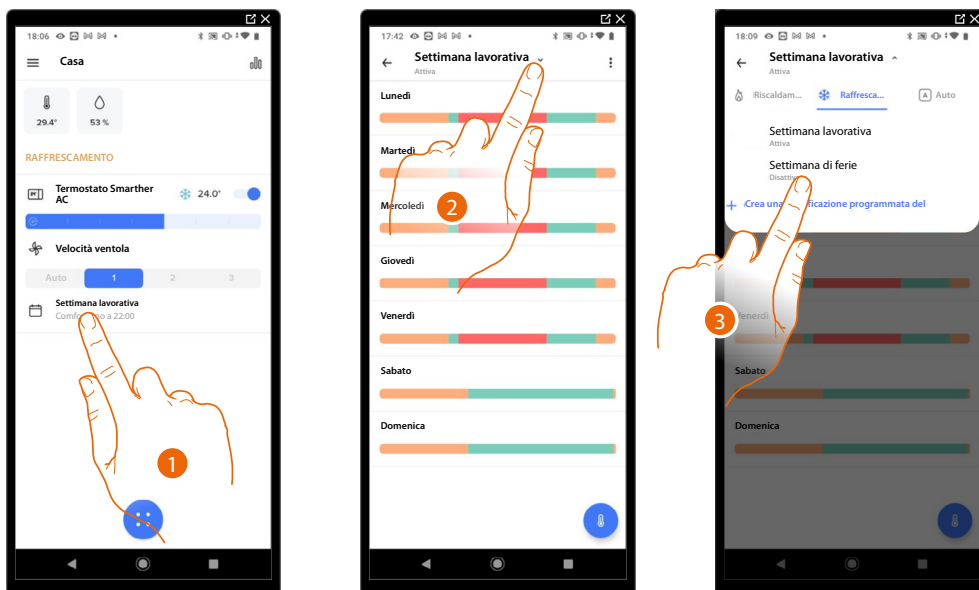 18:06
Casa
29.4°
53 %
RAFFRESCAMENTO
Termostato Smarther
AC
24.0°
Velocità ventola
Auto 1 2 3
Settimana lavorativa
a 22:00
1
17:42
Settimana lavorativa
Attiva
Lunedì
Martedì
Mercoledì
Giovedì
Venerdì
Sabato
Domenica
2
18:09
Settimana lavorativa
Attiva
Riscaldam... Raffresca... A Auto
Settimana lavorativa
Attiva
Settimana di ferie
+ Crea una ficazione programmata del
Sabato
Domenica
3